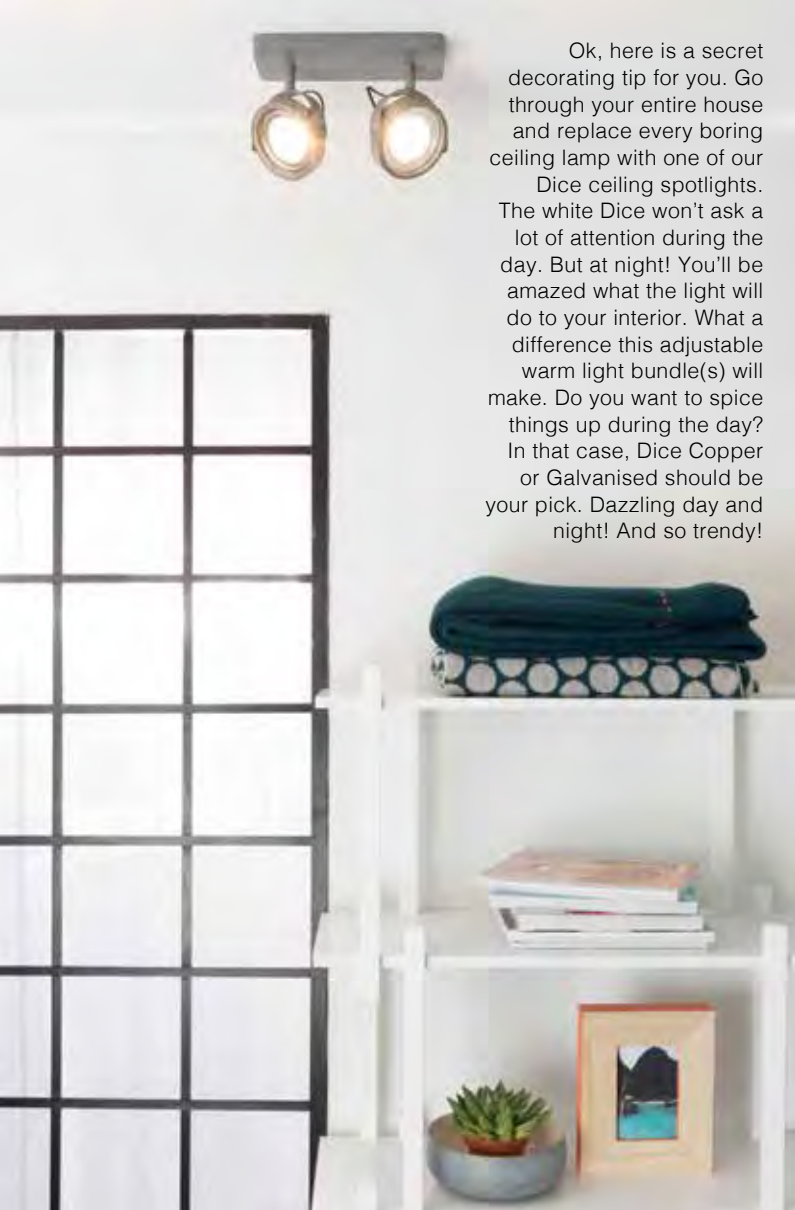 Ok, here is a secret
decorating tip for you. Go
through your entire house
and replace every boring
ceiling lamp with one of our
Dice ceiling spotlights.
The white Dice won't ask a
lot of attention during the
day. But at night! You'll be
amazed what the light will
do to your interior. What a
difference this adjustable
warm light bundle(s) will
make. Do you want to spice
things up during the day?
In that case, Dice Copper
or Galvanised should be
your pick. Dazzling day and
night! And so trendy!